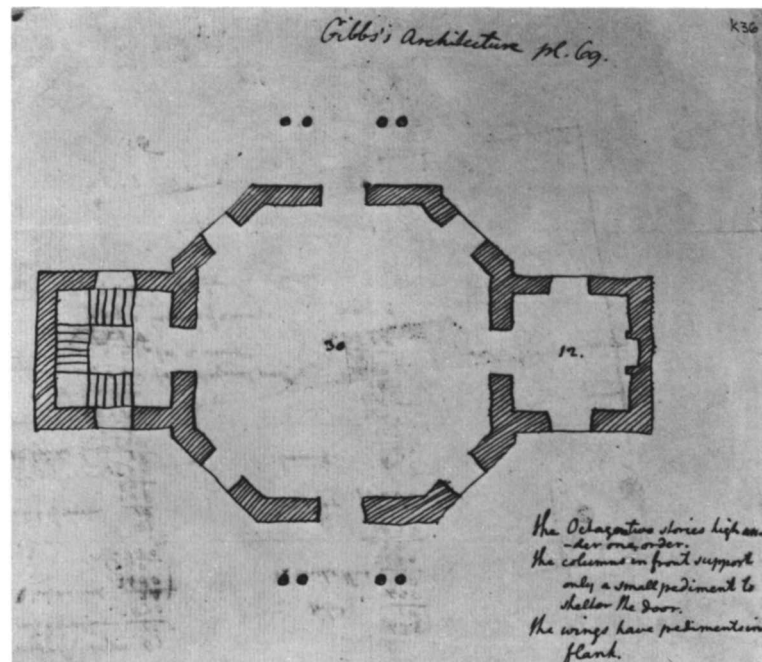 Gibbs's Architecture pl. 69.
K36
30
12.
the Octagon two stories high un
-der one order.
the columns in front support
only a small pediment to
shelter the door.
the wings have pediments in
flank.